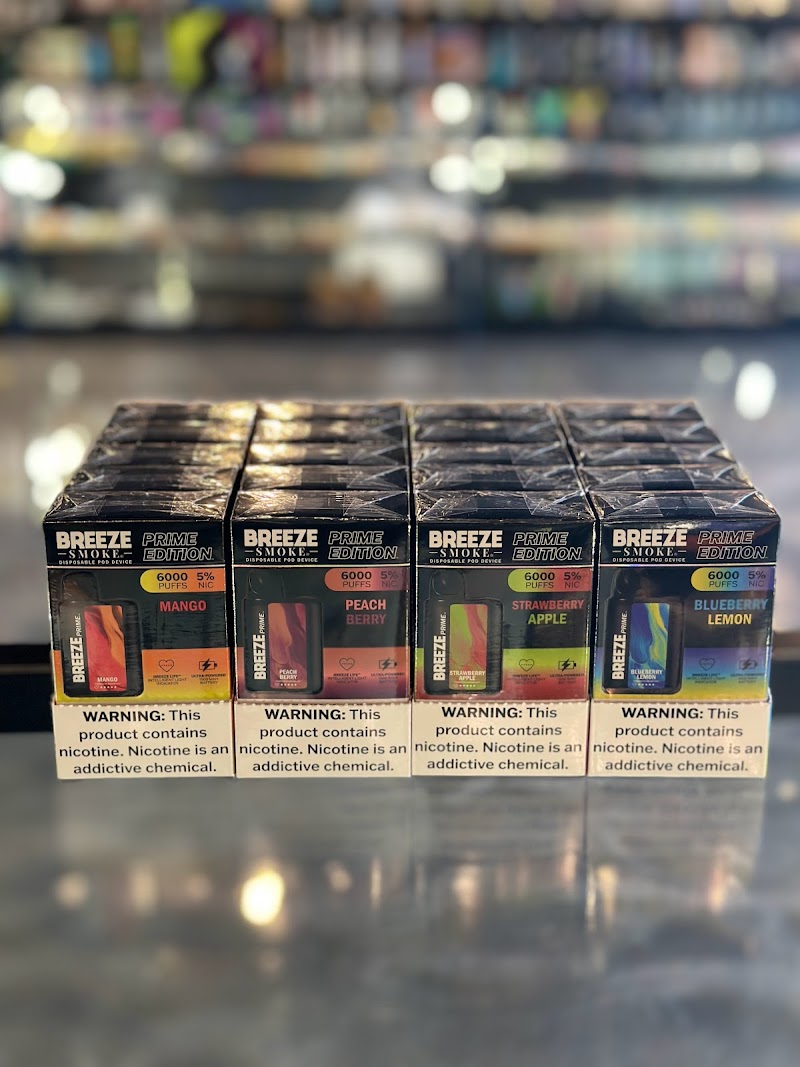 BREEZE
SMOKE
DISPOSABLE POD DEVICE
PRIME
EDITION
6000
PUFFS
5%
NIC
MANGO
BREEZE PRIME
MANGO
WARNING: This
product contains
nicotine. Nicotine is an
addictive chemical.
BREEZE
SMOKE
DISPOSABLE POD DEVICE
PRIME
EDITION
6000
PUFFS
5%
NIC
PEACH
BERRY
BREEZE PRIME
PEACH
BERRY
WARNING: This
product contains
nicotine. Nicotine is an
addictive chemical.
BREEZE
SMOKE
DISPOSABLE POD DEVICE
PRIME
EDITION
6000
PUFFS
5%
NIC
STRAWBERRY
APPLE
BREEZE PRIME
STRAWBERRY
APPLE
WARNING: This
product contains
nicotine. Nicotine is an
addictive chemical.
BREEZE
SMOKE
DISPOSABLE POD DEVICE
PRIME
EDITION
6000
PUFFS
5%
NIC
BLUEBERRY
LEMON
BREEZE PRIME
BLUEBERRY
LEMON
WARNING: This
product contains
nicotine. Nicotine is an
addictive chemical.